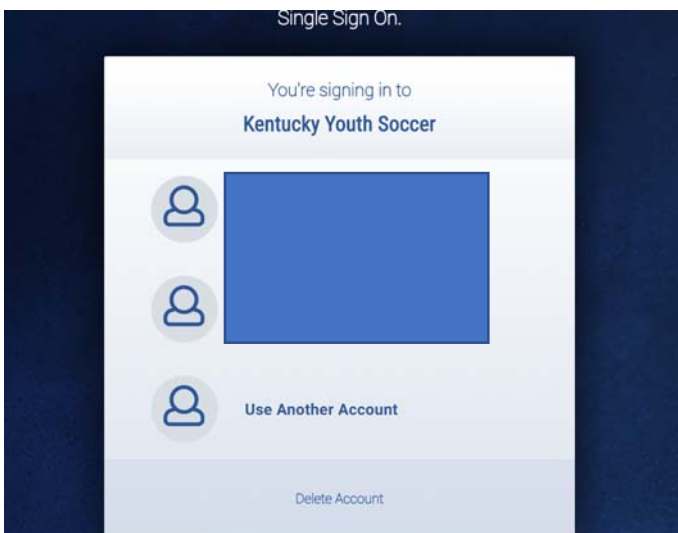 Single Sign On.
You're signing in to
Kentucky Youth Soccer
Use Another Account
Delete Account